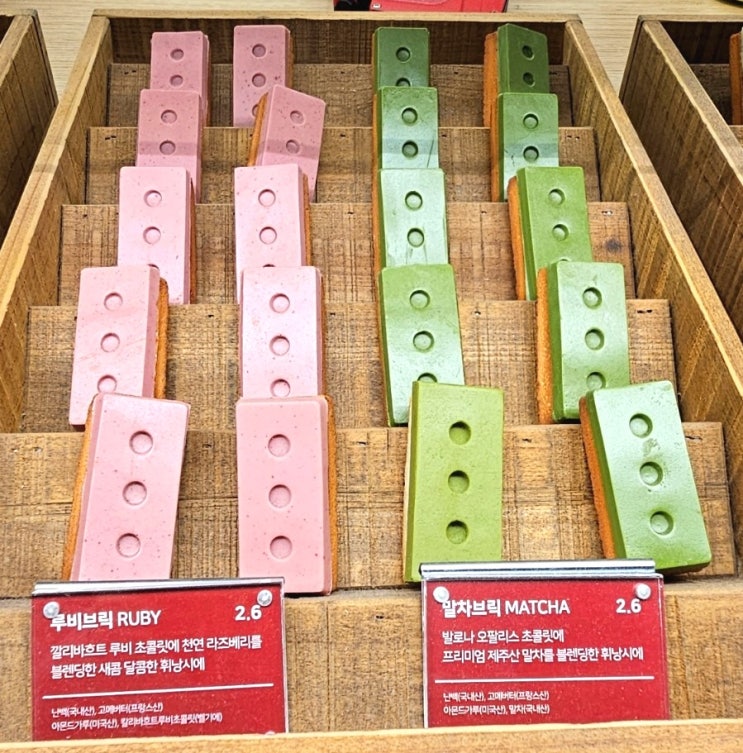 루비브릭 RUBY 2.6
깔리바흐트 루비 초콜릿에 천연 라즈베리를
블렌딩한 새콤 달콤한 휘낭시에
난백(국내산), 고메버터(프랑스산)
아몬드가루(미국산), 칼리바흐트루비초콜릿(벨기에)
말차브릭 MATCHA 2.6
발로나 오팔리스 초콜릿에
프리미엄 제주산 말차를 블렌딩한 휘낭시에
난백(국내산), 고메버터(프랑스산)
아몬드가루(미국산), 말차(국내산)